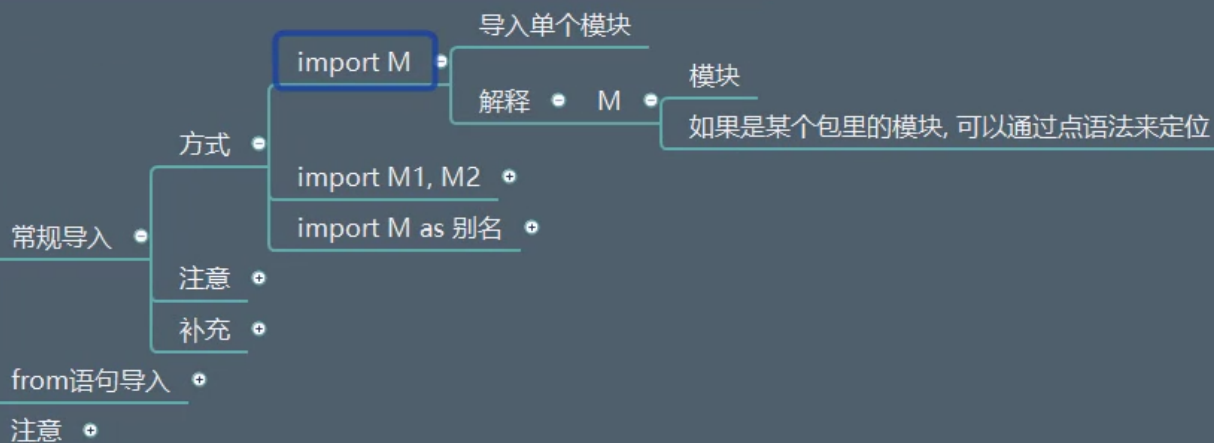 导入单个模块
import M
模块
解释
M
如果是某个包里的模块, 可以通过点语法来定位
方式
import M1, M2
import M as 别名
常规导入
注意
补充
from语句导入
注意